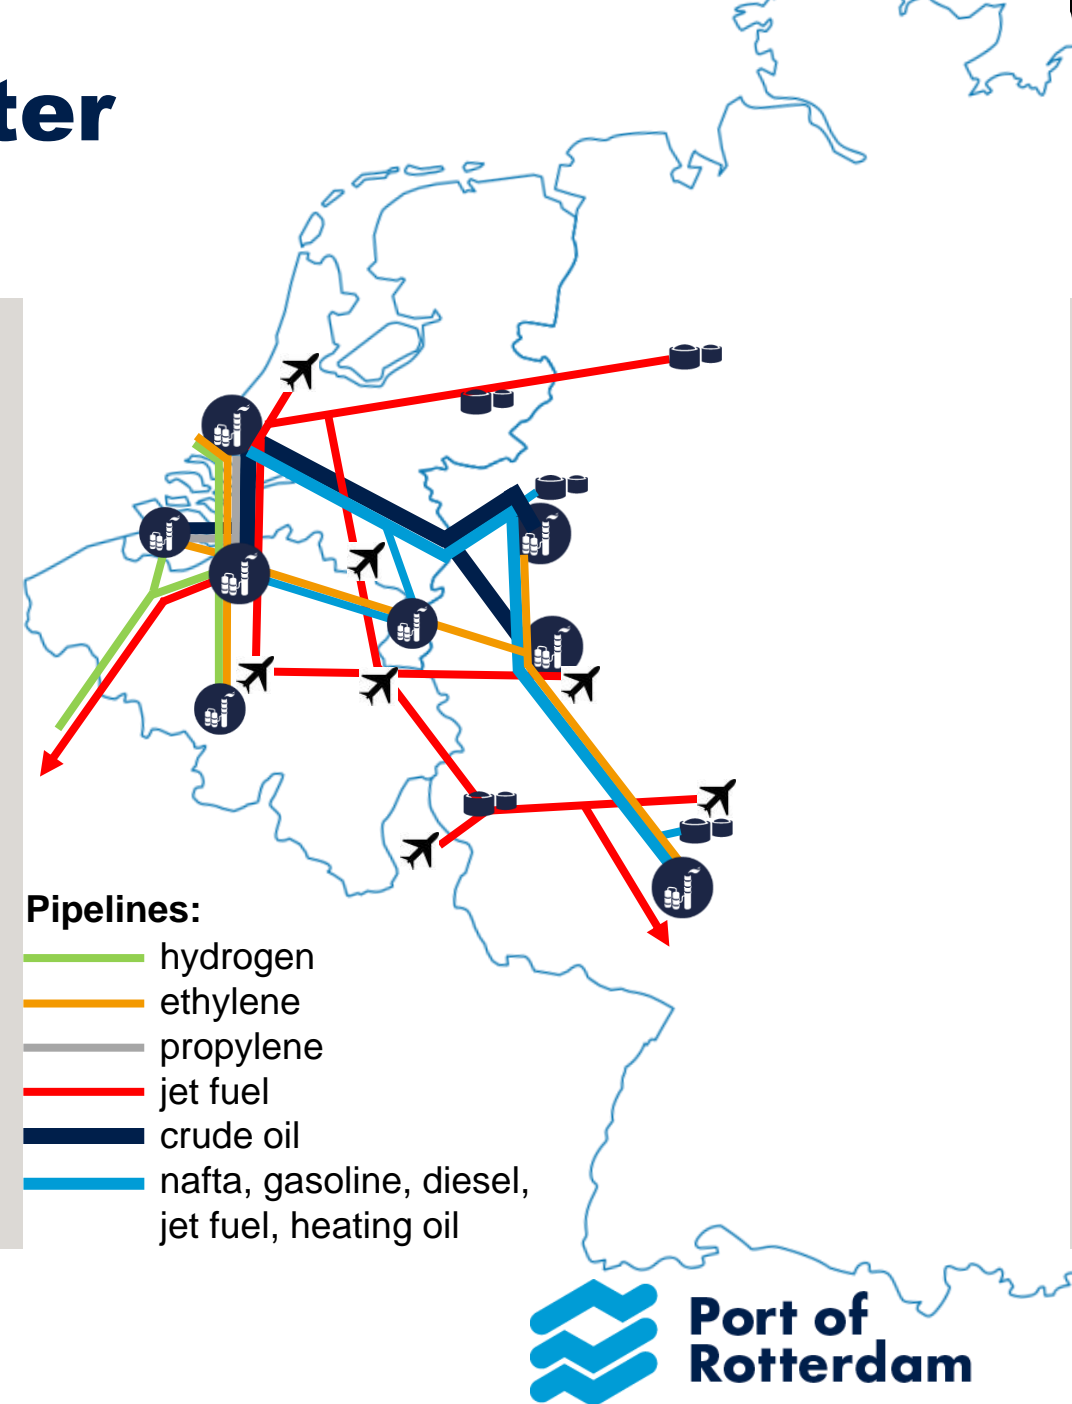 ter
Pipelines:
hydrogen
ethylene
propylene
jet fuel
crude oil
nafta, gasoline, diesel,
jet fuel, heating oil
Port of
Rotterdam